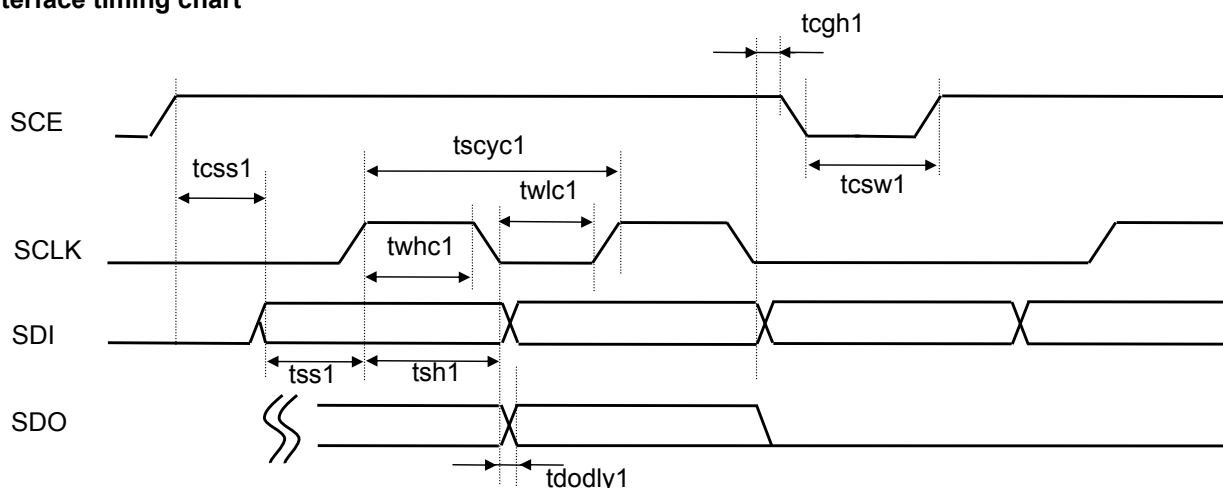 terface timing chart
tcgh1
SCE
tscyc1
tcss1
twlc1
tcsw1
SCLK
twhc1
SDI
tss1
tsh1
SDO
tdodly1